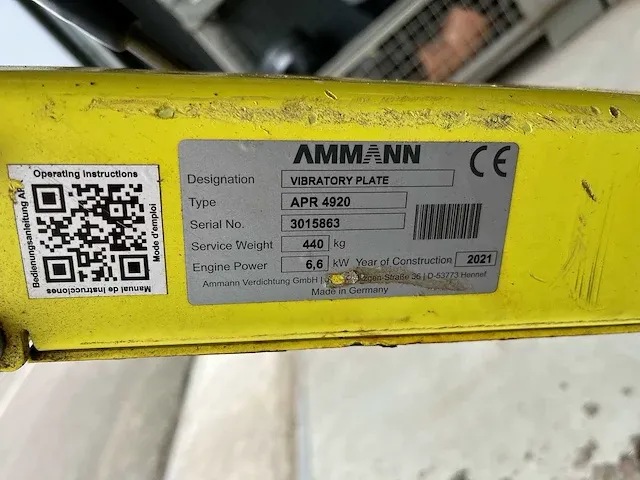 Operating Instructions
Mode d'emploi
Manual de instrucciones
AMMANN CE
Designation VIBRATORY PLATE
Type APR 4920
Serial No. 3015863
Service Weight 440 kg
Engine Power 6,6 kW Year of Construction 2021
Ammann Verdichtung GmbH | -Straße 36 | D-53773 Hennef
Made in Germany